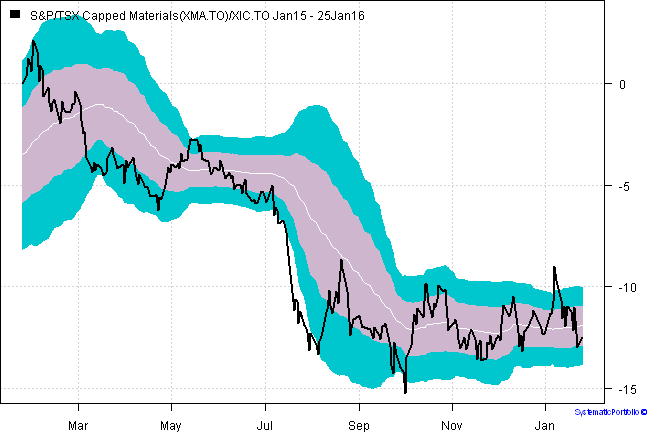 S&P/TSX Capped Materials(XMA.TO)/XIC.TO Jan15 - 25Jan16
0
-5
-10
-15
Mar May Jul Sep Nov Jan
SystematicPortfolio ©